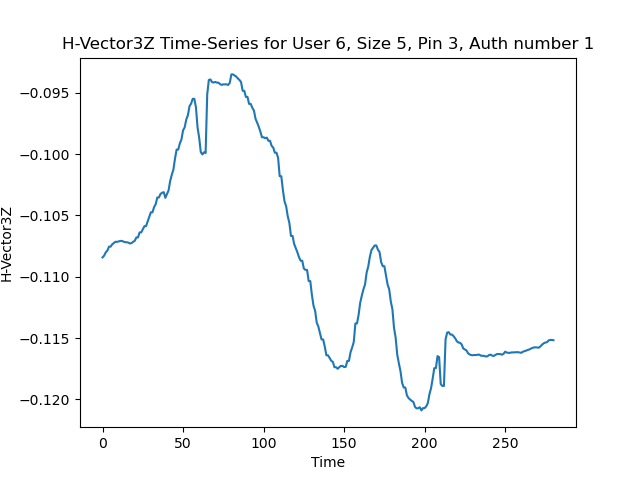 H-Vector3Z Time-Series for User 6, Size 5, Pin 3, Auth number 1
H-Vector3Z
−0.095
−0.100
−0.105
−0.110
−0.115
−0.120
0 50 100 150 200 250
Time